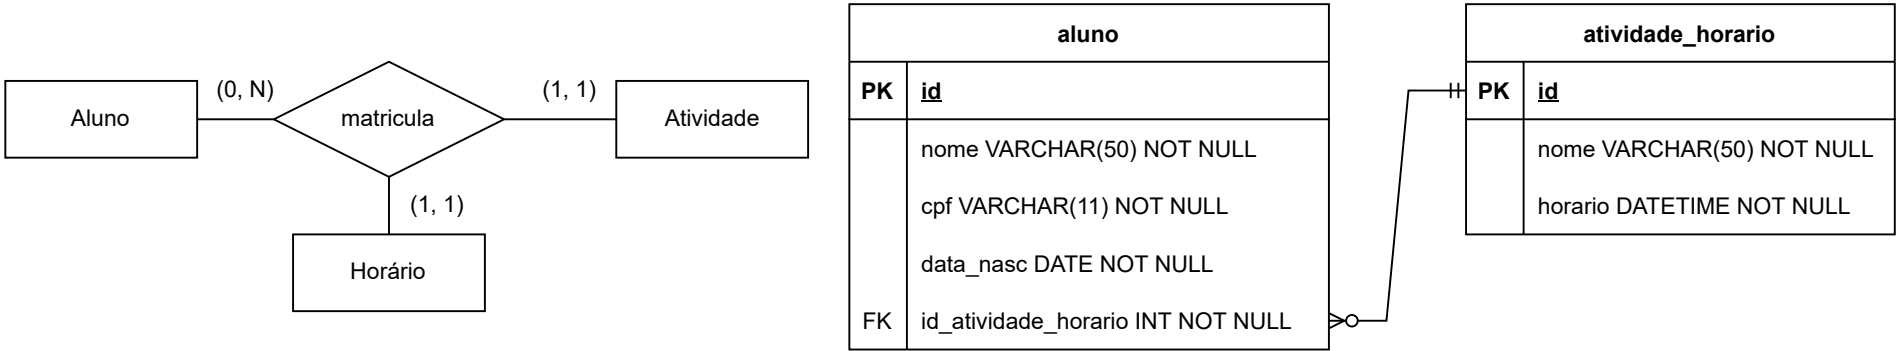 Aluno
(0, N)
matricula
(1, 1)
Atividade
(1, 1)
Horário
aluno
PK id
nome VARCHAR(50) NOT NULL
cpf VARCHAR(11) NOT NULL
data_nasc DATE NOT NULL
FK id_atividade_horario INT NOT NULL
atividade_horario
PK id
nome VARCHAR(50) NOT NULL
horario DATETIME NOT NULL